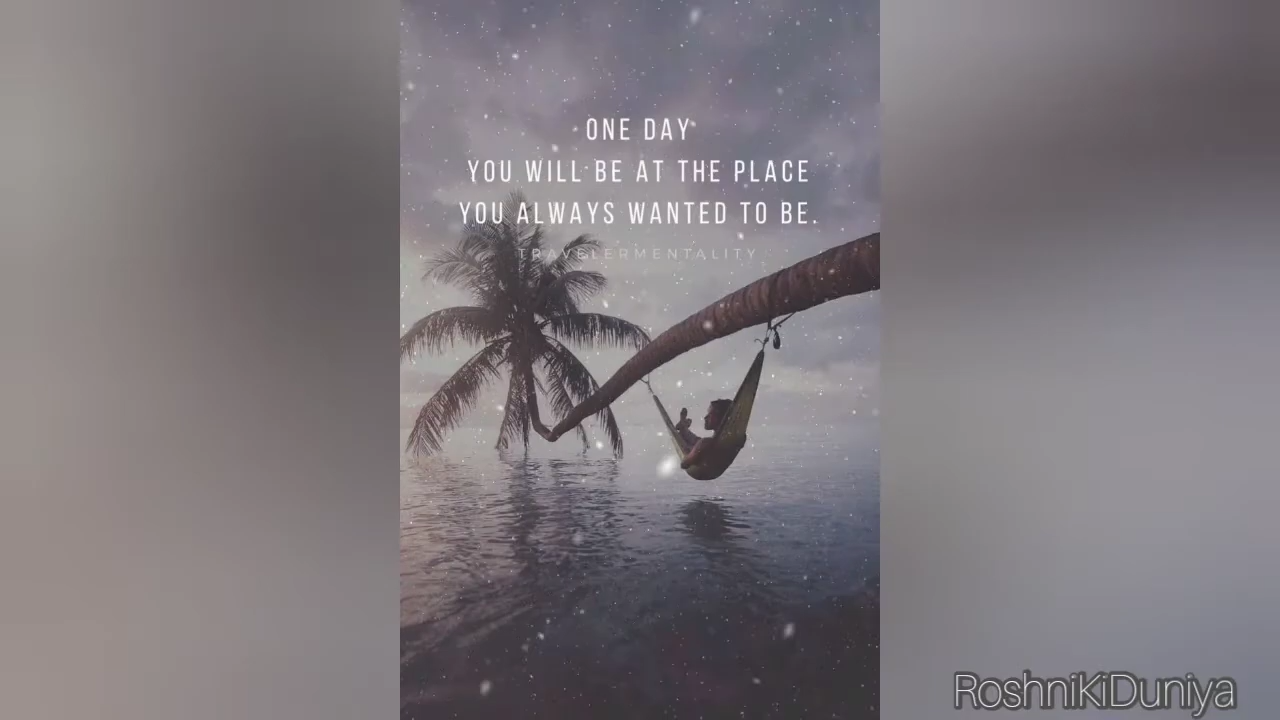 ONE DAY
YOU WILL BE AT THE PLACE
YOU ALWAYS WANTED TO BE.
TRAVELERMENTALITY
RoshniKiDuniya